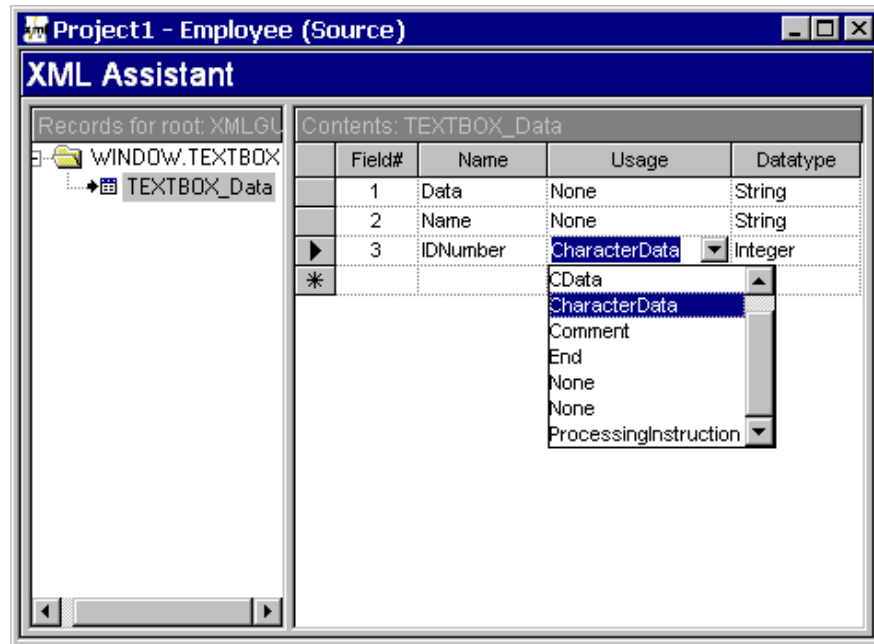 Project1 - Employee (Source)
XML Assistant
Records for root: XMLGU
Contents: TEXTBOX_Data
WINDOW.TEXTBOX
TEXTBOX_Data
Field# Name Usage Datatype
1 Data None String
2 Name None String
3 IDNumber CharacterData Integer
CData
CharacterData
Comment
End
None
None
ProcessingInstruction